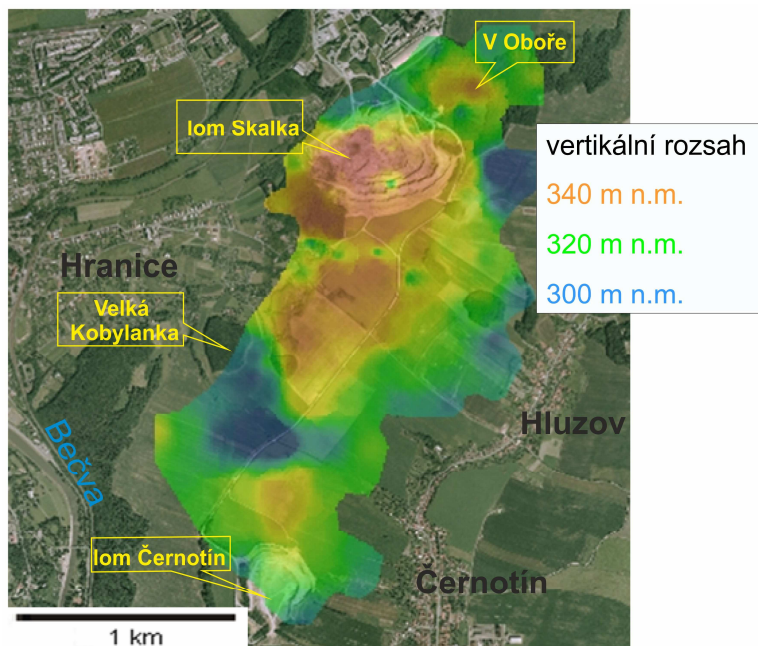 V Oboře
lom Skalka
vertikální rozsah
340 m n.m.
320 m n.m.
300 m n.m.
Hranice
Velká
Kobylanka
Hluzov
Bečva
lom Černotín
Černotín
1 km